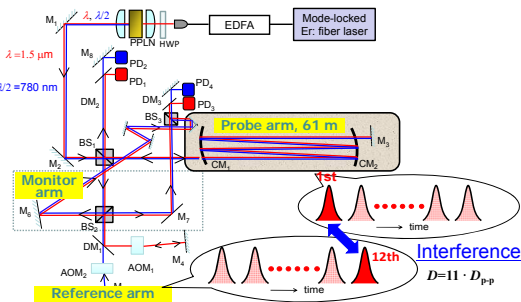 M₁
λ, λ/2
PPLN
HWP
EDFA
Mode-locked
Er: fiber laser
λ=1.5 μm
λ/2 =780 nm
M₈
PD₂
PD₁
DM₂
PD₄
DM₃
PD₃
BS₃
BS₁
Probe arm, 61 m
M₃
CM₁
CM₂
M₂
Monitor
arm
M₆
BS₂
M₇
DM₁
AOM₁
M₄
AOM₂
Reference arm
1st
time
12th
time
Interference
D=11 · Dₚ₋ₚ